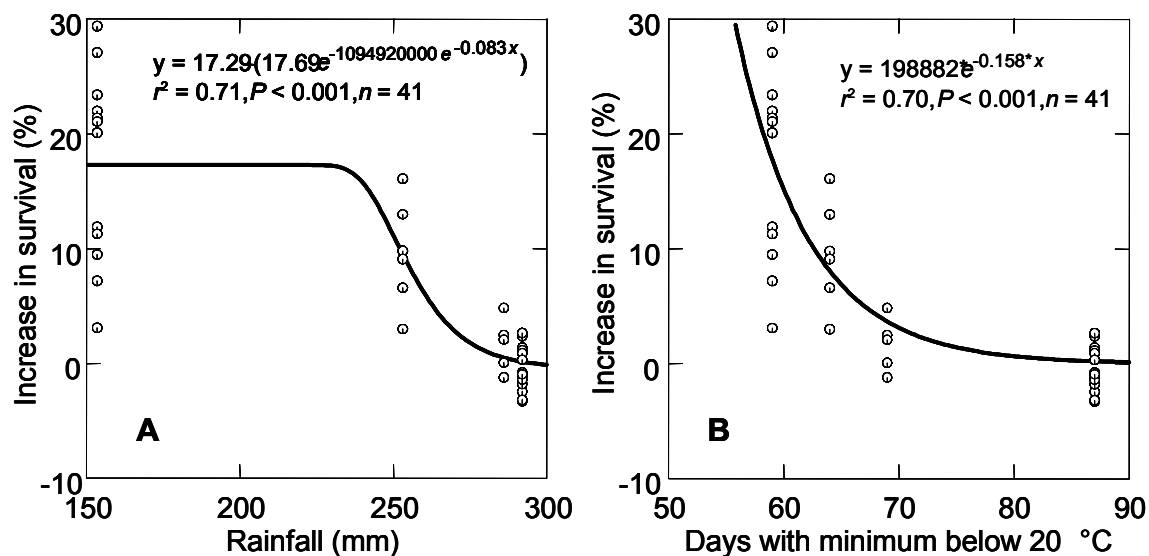 30
20
10
0
-10
Increase in survival (%)
y = 17.29-(17.69e-1094920000 e-0.083x )
r2 = 0.71, P < 0.001, n = 41
A
150 200 250 300
Rainfall (mm)
30
20
10
0
-10
Increase in survival (%)
y = 198882*e-0.158*x
r2 = 0.70, P < 0.001, n = 41
B
50 60 70 80 90
Days with minimum below 20 °C